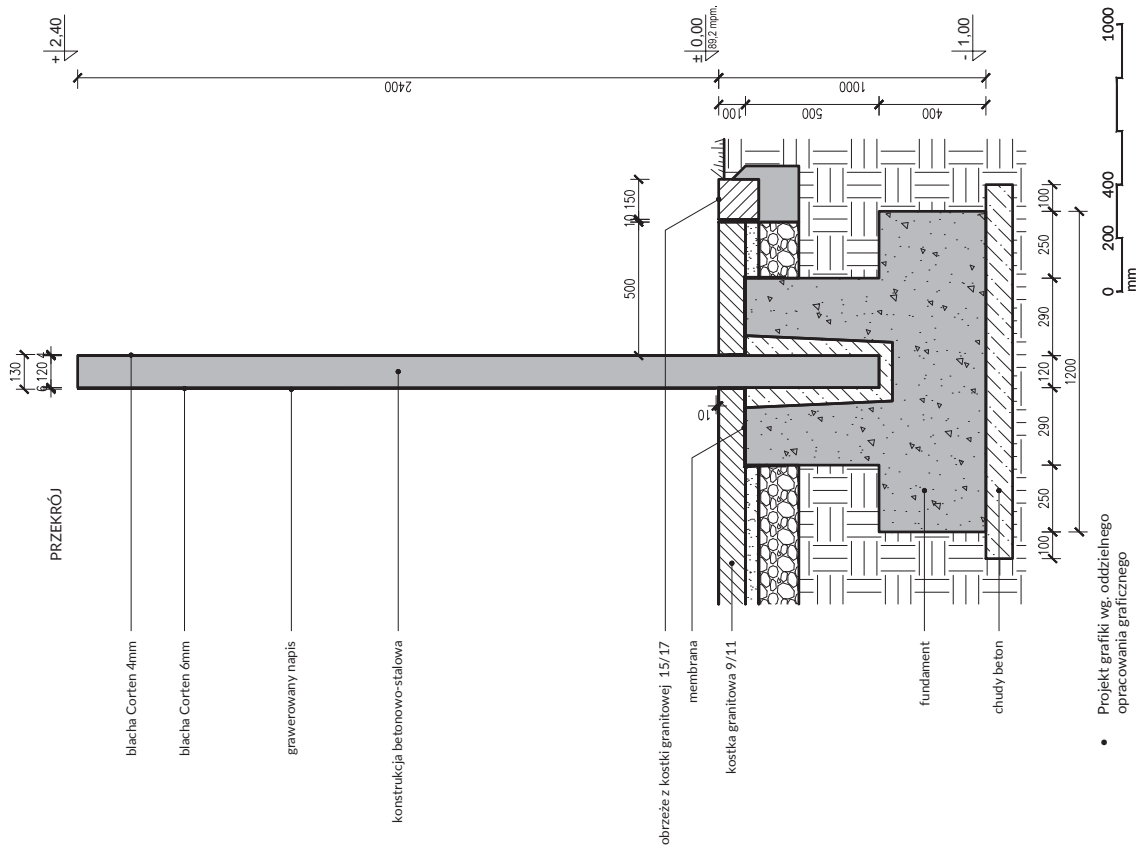 PRZEKRÓJ
130
6 120 4
+ 2,40
2400
± 0,00
89,2 mpm.
- 1,00
1000
100
500
400
500
10 150
10
blacha Corten 4mm
blacha Corten 6mm
grawerowany napis
konstrukcja betonowo-stalowa
obrzeże z kostki granitowej 15/17
membrana
kostka granitowa 9/11
fundament
chudy beton
100
250
290
120
290
250
100
1200
0
200
400
1000
mm
• Projekt grafiki wg. oddzielnego
opracowania graficznego